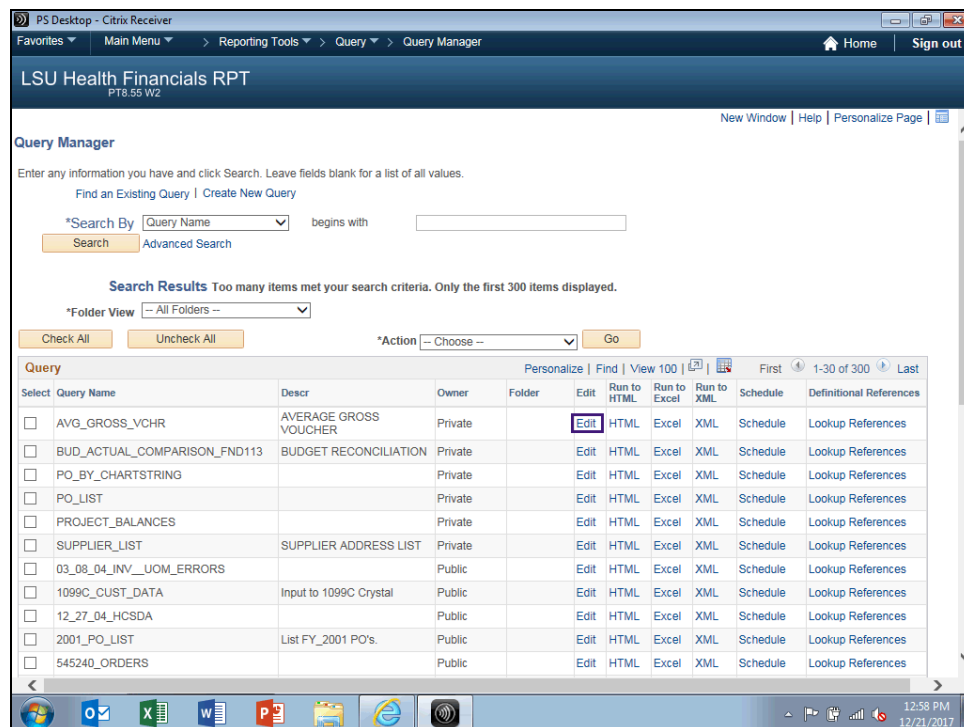 PS Desktop - Citrix Receiver
Favorites Main Menu > Reporting Tools > Query > Query Manager Home Sign out
LSU Health Financials RPT
PT8.55 W2
New Window | Help | Personalize Page |
Query Manager
Enter any information you have and click Search. Leave fields blank for a list of all values.
Find an Existing Query | Create New Query
*Search By Query Name begins with
Search Advanced Search
Search Results Too many items met your search criteria. Only the first 300 items displayed.
*Folder View -- All Folders --
Check All Uncheck All *Action -- Choose -- Go
Query Personalize | Find | View 100 | | First 1-30 of 300 Last
Select Query Name Descr Owner Folder Edit Run to HTML Run to Excel Run to XML Schedule Definitional References
AVG_GROSS_VCHR AVERAGE GROSS VOUCHER Private Edit HTML Excel XML Schedule Lookup References
BUD_ACTUAL_COMPARISON_FND113 BUDGET RECONCILIATION Private Edit HTML Excel XML Schedule Lookup References
PO_BY_CHARTSTRING Private Edit HTML Excel XML Schedule Lookup References
PO_LIST Private Edit HTML Excel XML Schedule Lookup References
PROJECT_BALANCES Private Edit HTML Excel XML Schedule Lookup References
SUPPLIER_LIST SUPPLIER ADDRESS LIST Private Edit HTML Excel XML Schedule Lookup References
03_08_04_INV__UOM_ERRORS Public Edit HTML Excel XML Schedule Lookup References
1099C_CUST_DATA Input to 1099C Crystal Public Edit HTML Excel XML Schedule Lookup References
12_27_04_HCSDA Public Edit HTML Excel XML Schedule Lookup References
2001_PO_LIST List FY_2001 PO's. Public Edit HTML Excel XML Schedule Lookup References
545240_ORDERS Public Edit HTML Excel XML Schedule Lookup References
12:58 PM
12/21/2017